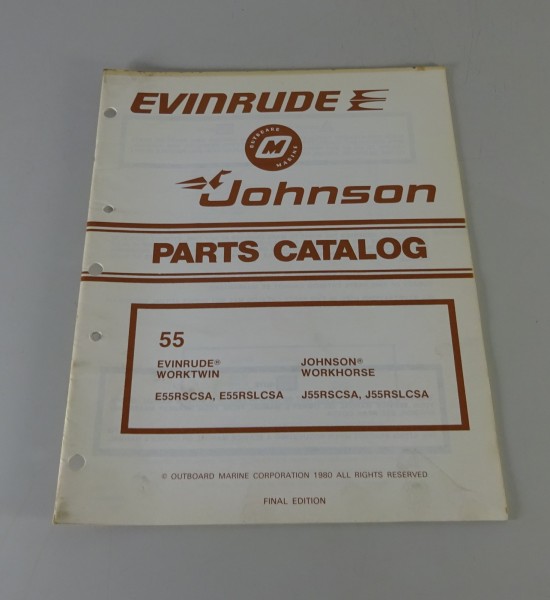 EVINRUDE
OUTBOARD
M
MARINE
Johnson
PARTS CATALOG
55
EVINRUDE® JOHNSON®
WORKTWIN WORKHORSE
E55RSCSA, E55RSLCSA J55RSCSA, J55RSLCSA
© OUTBOARD MARINE CORPORATION 1980 ALL RIGHTS RESERVED
FINAL EDITION